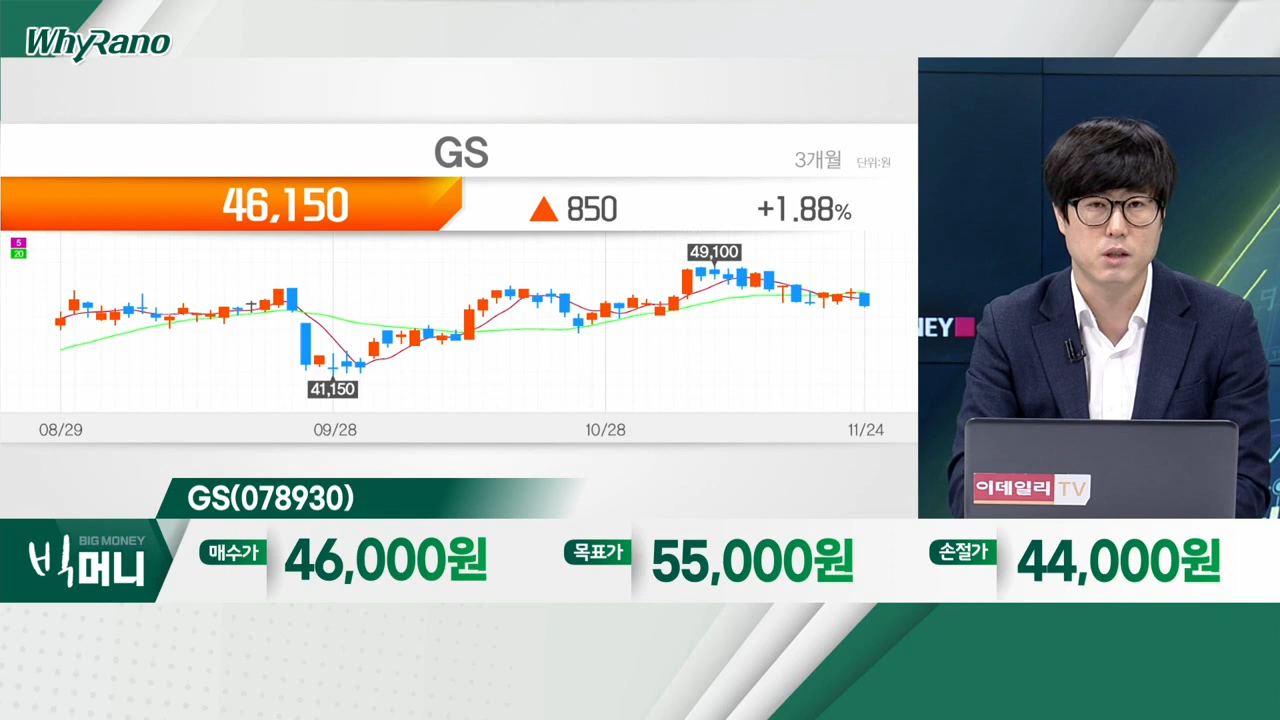 WhyRano
GS
3개월 단위:원
46,150 ▲ 850 +1.88%
5
20
49,100
41,150
08/29 09/28 10/28 11/24
NEY
이데일리 TV
GS(078930)
BIG MONEY
빅머니
매수가 46,000원 목표가 55,000원 손절가 44,000원